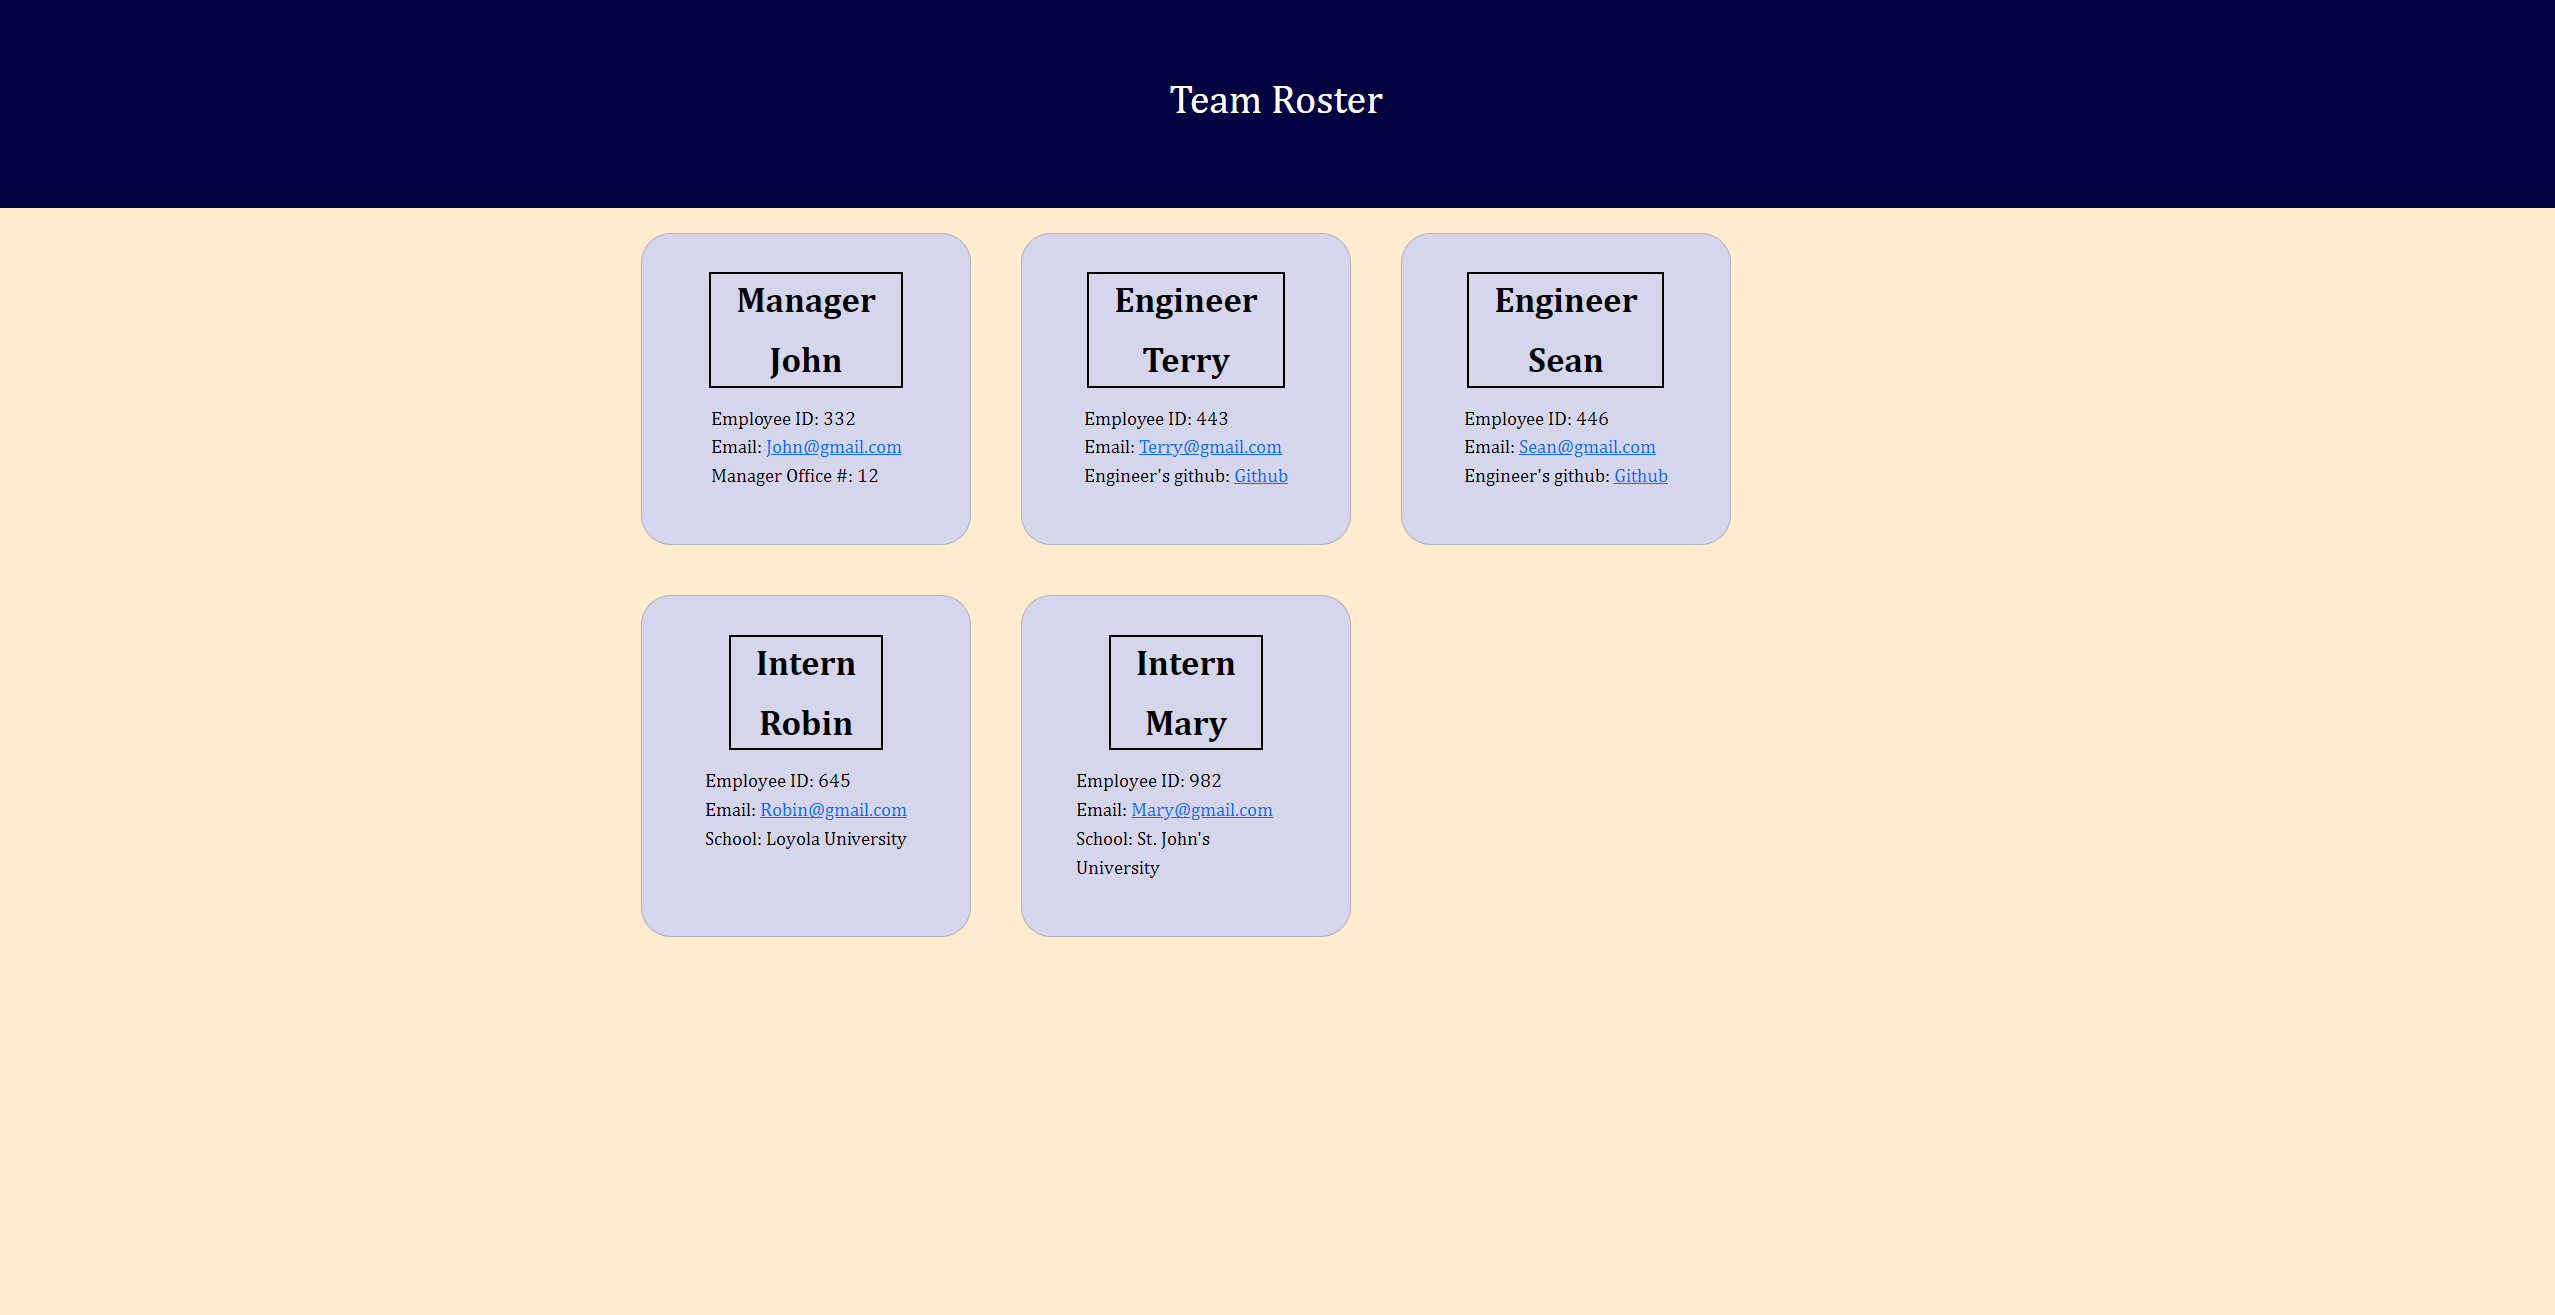 Team Roster
Manager
John
Employee ID: 332
Email: John@gmail.com
Manager Office #: 12
Engineer
Terry
Employee ID: 443
Email: Terry@gmail.com
Engineer's github: Github
Engineer
Sean
Employee ID: 446
Email: Sean@gmail.com
Engineer's github: Github
Intern
Robin
Employee ID: 645
Email: Robin@gmail.com
School: Loyola University
Intern
Mary
Employee ID: 982
Email: Mary@gmail.com
School: St. John's
University